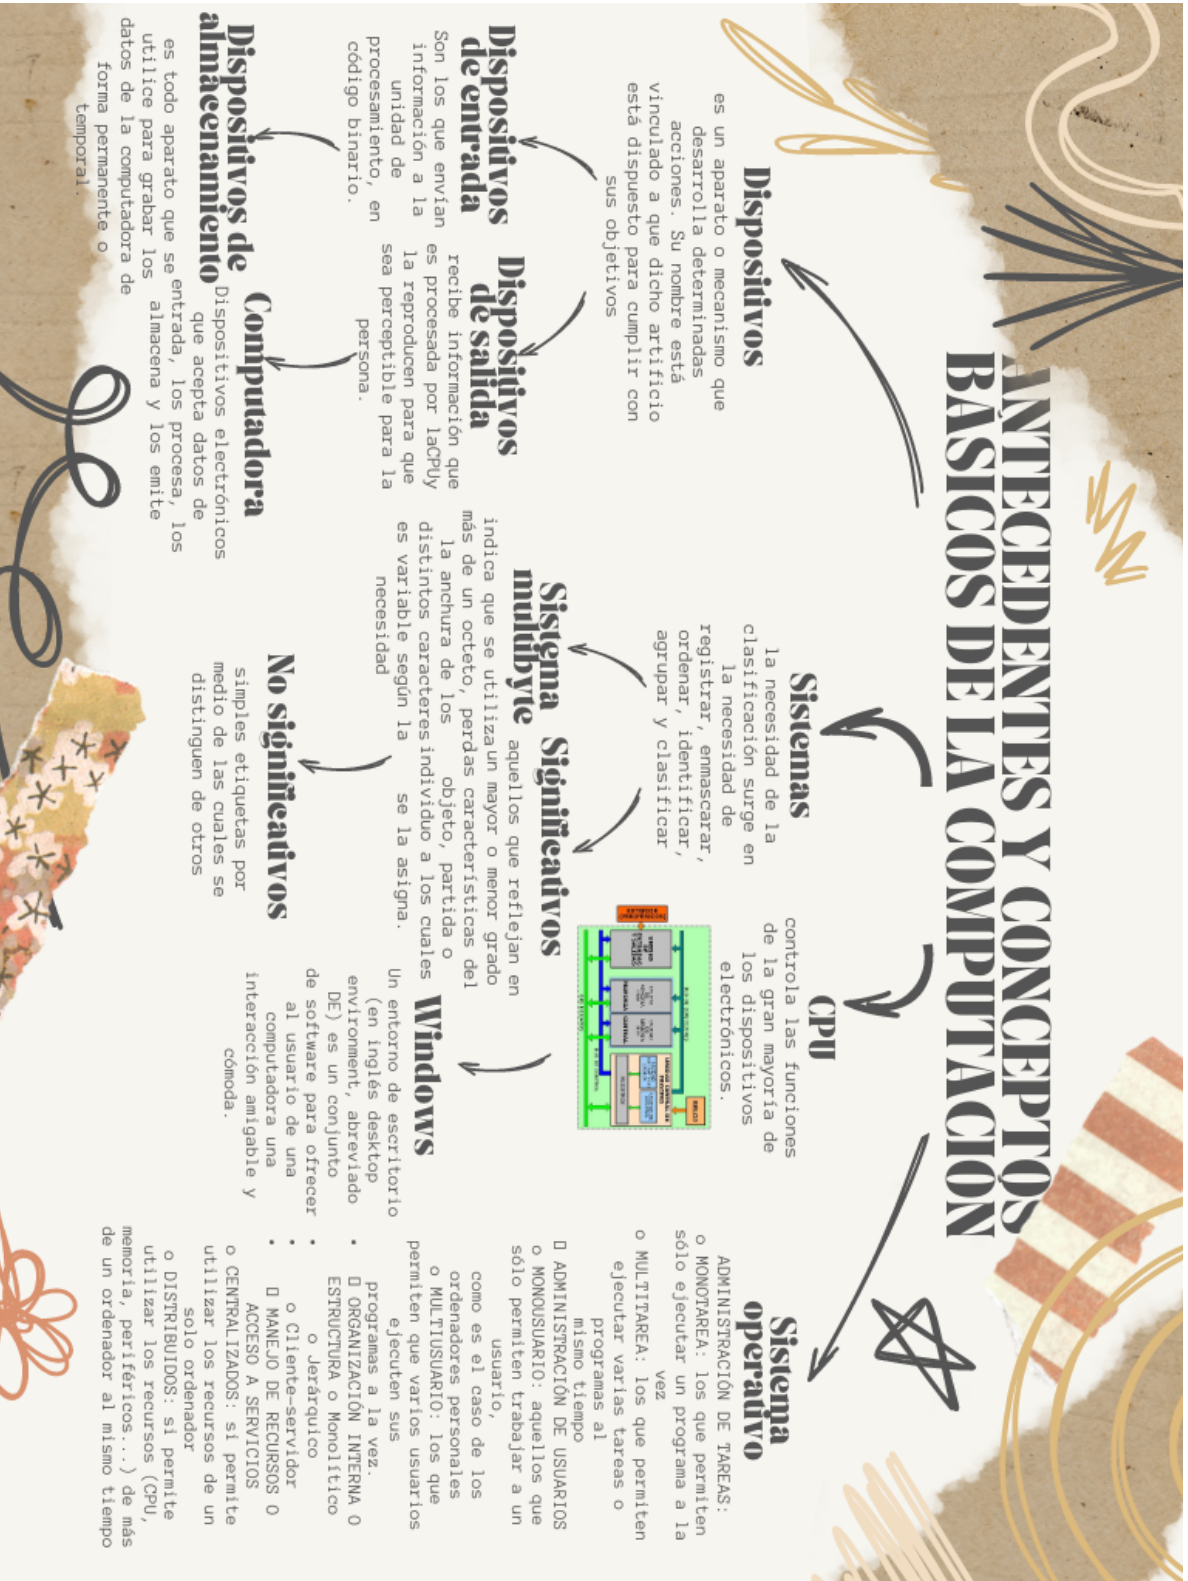 ANTECEDENTES Y CONCEPTOS
BÁSICOS DE LA COMPUTACIÓN
Dispositivos
es un aparato o mecanismo que
desarrolla determinadas
acciones. Su nombre está
vinculado a que dicho artificio
está dispuesto para cumplir con
sus objetivos
Dispositivos
de entrada
Son los que envían
información a la
unidad de
procesamiento, en
código binario.
Dispositivos
de salida
recibe información que
es procesada por laCPUy
la reproducen para que
sea perceptible para la
persona.
Dispositivos de
almacenamiento
es todo aparato que se
utilice para grabar los
datos de la computadora de
forma permanente o
temporal.
Computadora
Dispositivos electrónicos
que acepta datos de
entrada, los procesa, los
almacena y los emite
Sistemas
la necesidad de la
clasificación surge en
la necesidad de
registrar, enmascarar,
ordenar, identificar,
agrupar y clasificar
Sistema
multibyte
indica que se utiliza
más de un octeto, perd
la anchura de los
distintos caracteres
es variable según la
necesidad
Significativos
aquellos que reflejan en
un mayor o menor grado
as características del
objeto, partida o
individuo a los cuales
se la asigna.
No significativos
simples etiquetas por
medio de las cuales se
distinguen de otros
CPU
controla las funciones
de la gran mayoría de
los dispositivos
electrónicos.
Windows
Un entorno de escritorio
(en inglés desktop
environment, abreviado
DE) es un conjunto
de software para ofrecer
al usuario de una
computadora una
interacción amigable y
cómoda.
Sistema
operativo
ADMINISTRACIÓN DE TAREAS:
o MONOTAREA: los que permiten
sólo ejecutar un programa a la
vez
o MULTITAREA: los que permiten
ejecutar varias tareas o
programas al
mismo tiempo
▯ ADMINISTRACIÓN DE USUARIOS
o MONOUSUARIO: aquellos que
sólo permiten trabajar a un
usuario,
como es el caso de los
ordenadores personales
o MULTIUSUARIO: los que
permiten que varios usuarios
ejecuten sus
programas a la vez.
• ▯ ORGANIZACIÓN INTERNA O
ESTRUCTURA o Monolítico
• o Jerárquico
• o Cliente-servidor
• ▯ MANEJO DE RECURSOS O
ACCESO A SERVICIOS
o CENTRALIZADOS: si permite
utilizar los recursos de un
solo ordenador
o DISTRIBUIDOS: si permite
utilizar los recursos (CPU,
memoria, periféricos...) de más
de un ordenador al mismo tiempo